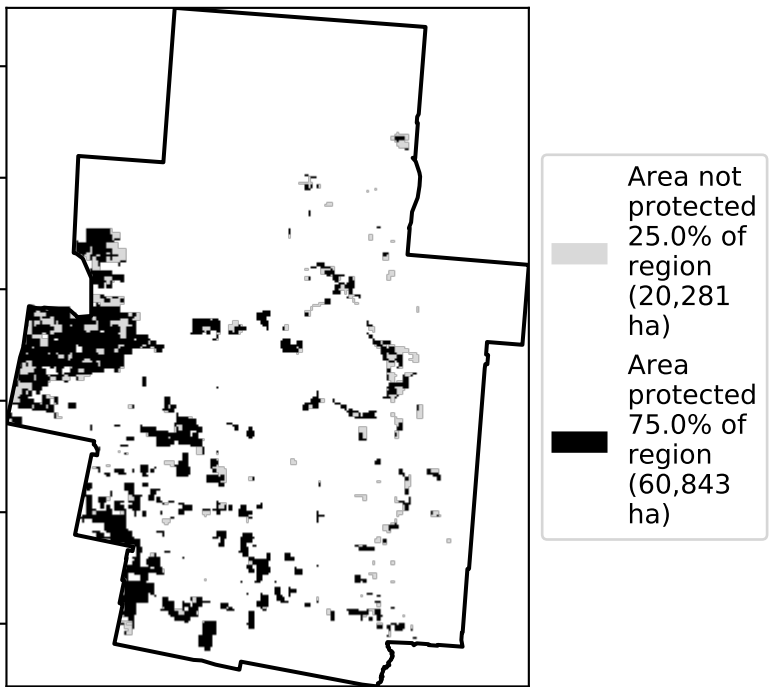 Area not
protected
25.0% of
region
(20,281
ha)
Area
protected
75.0% of
region
(60,843
ha)